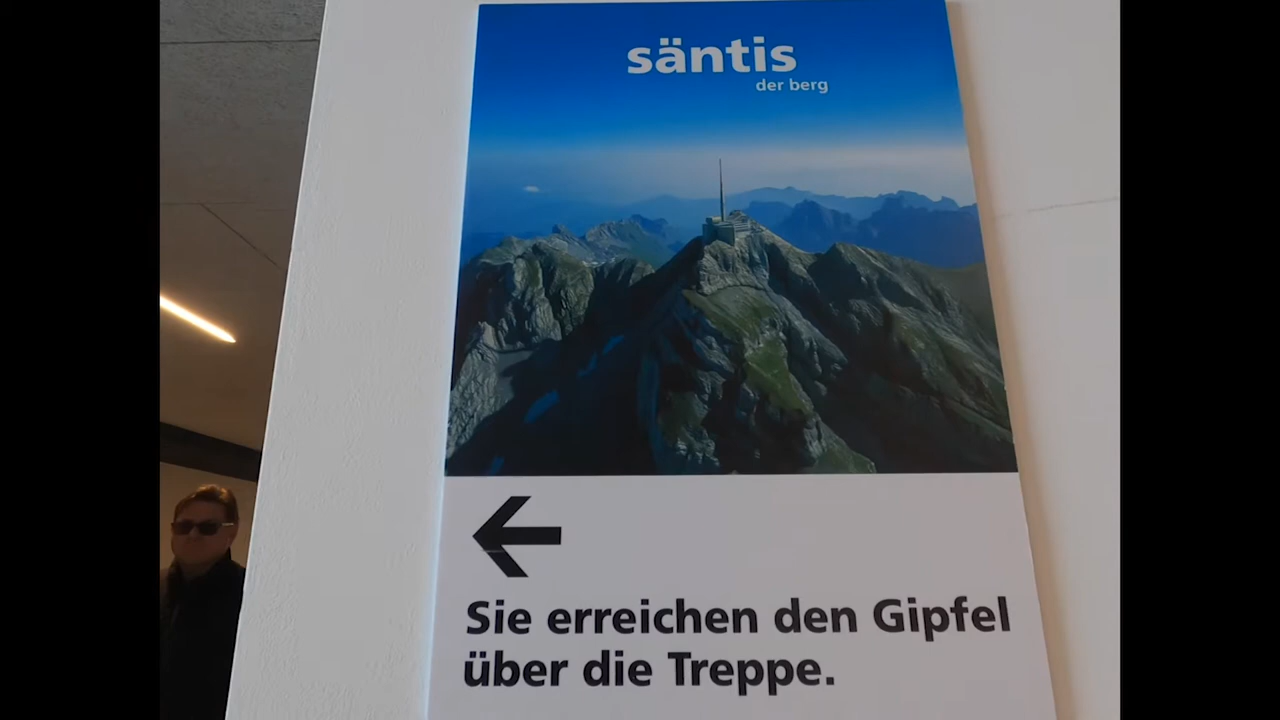 säntis
der berg
Sie erreichen den Gipfel
über die Treppe.